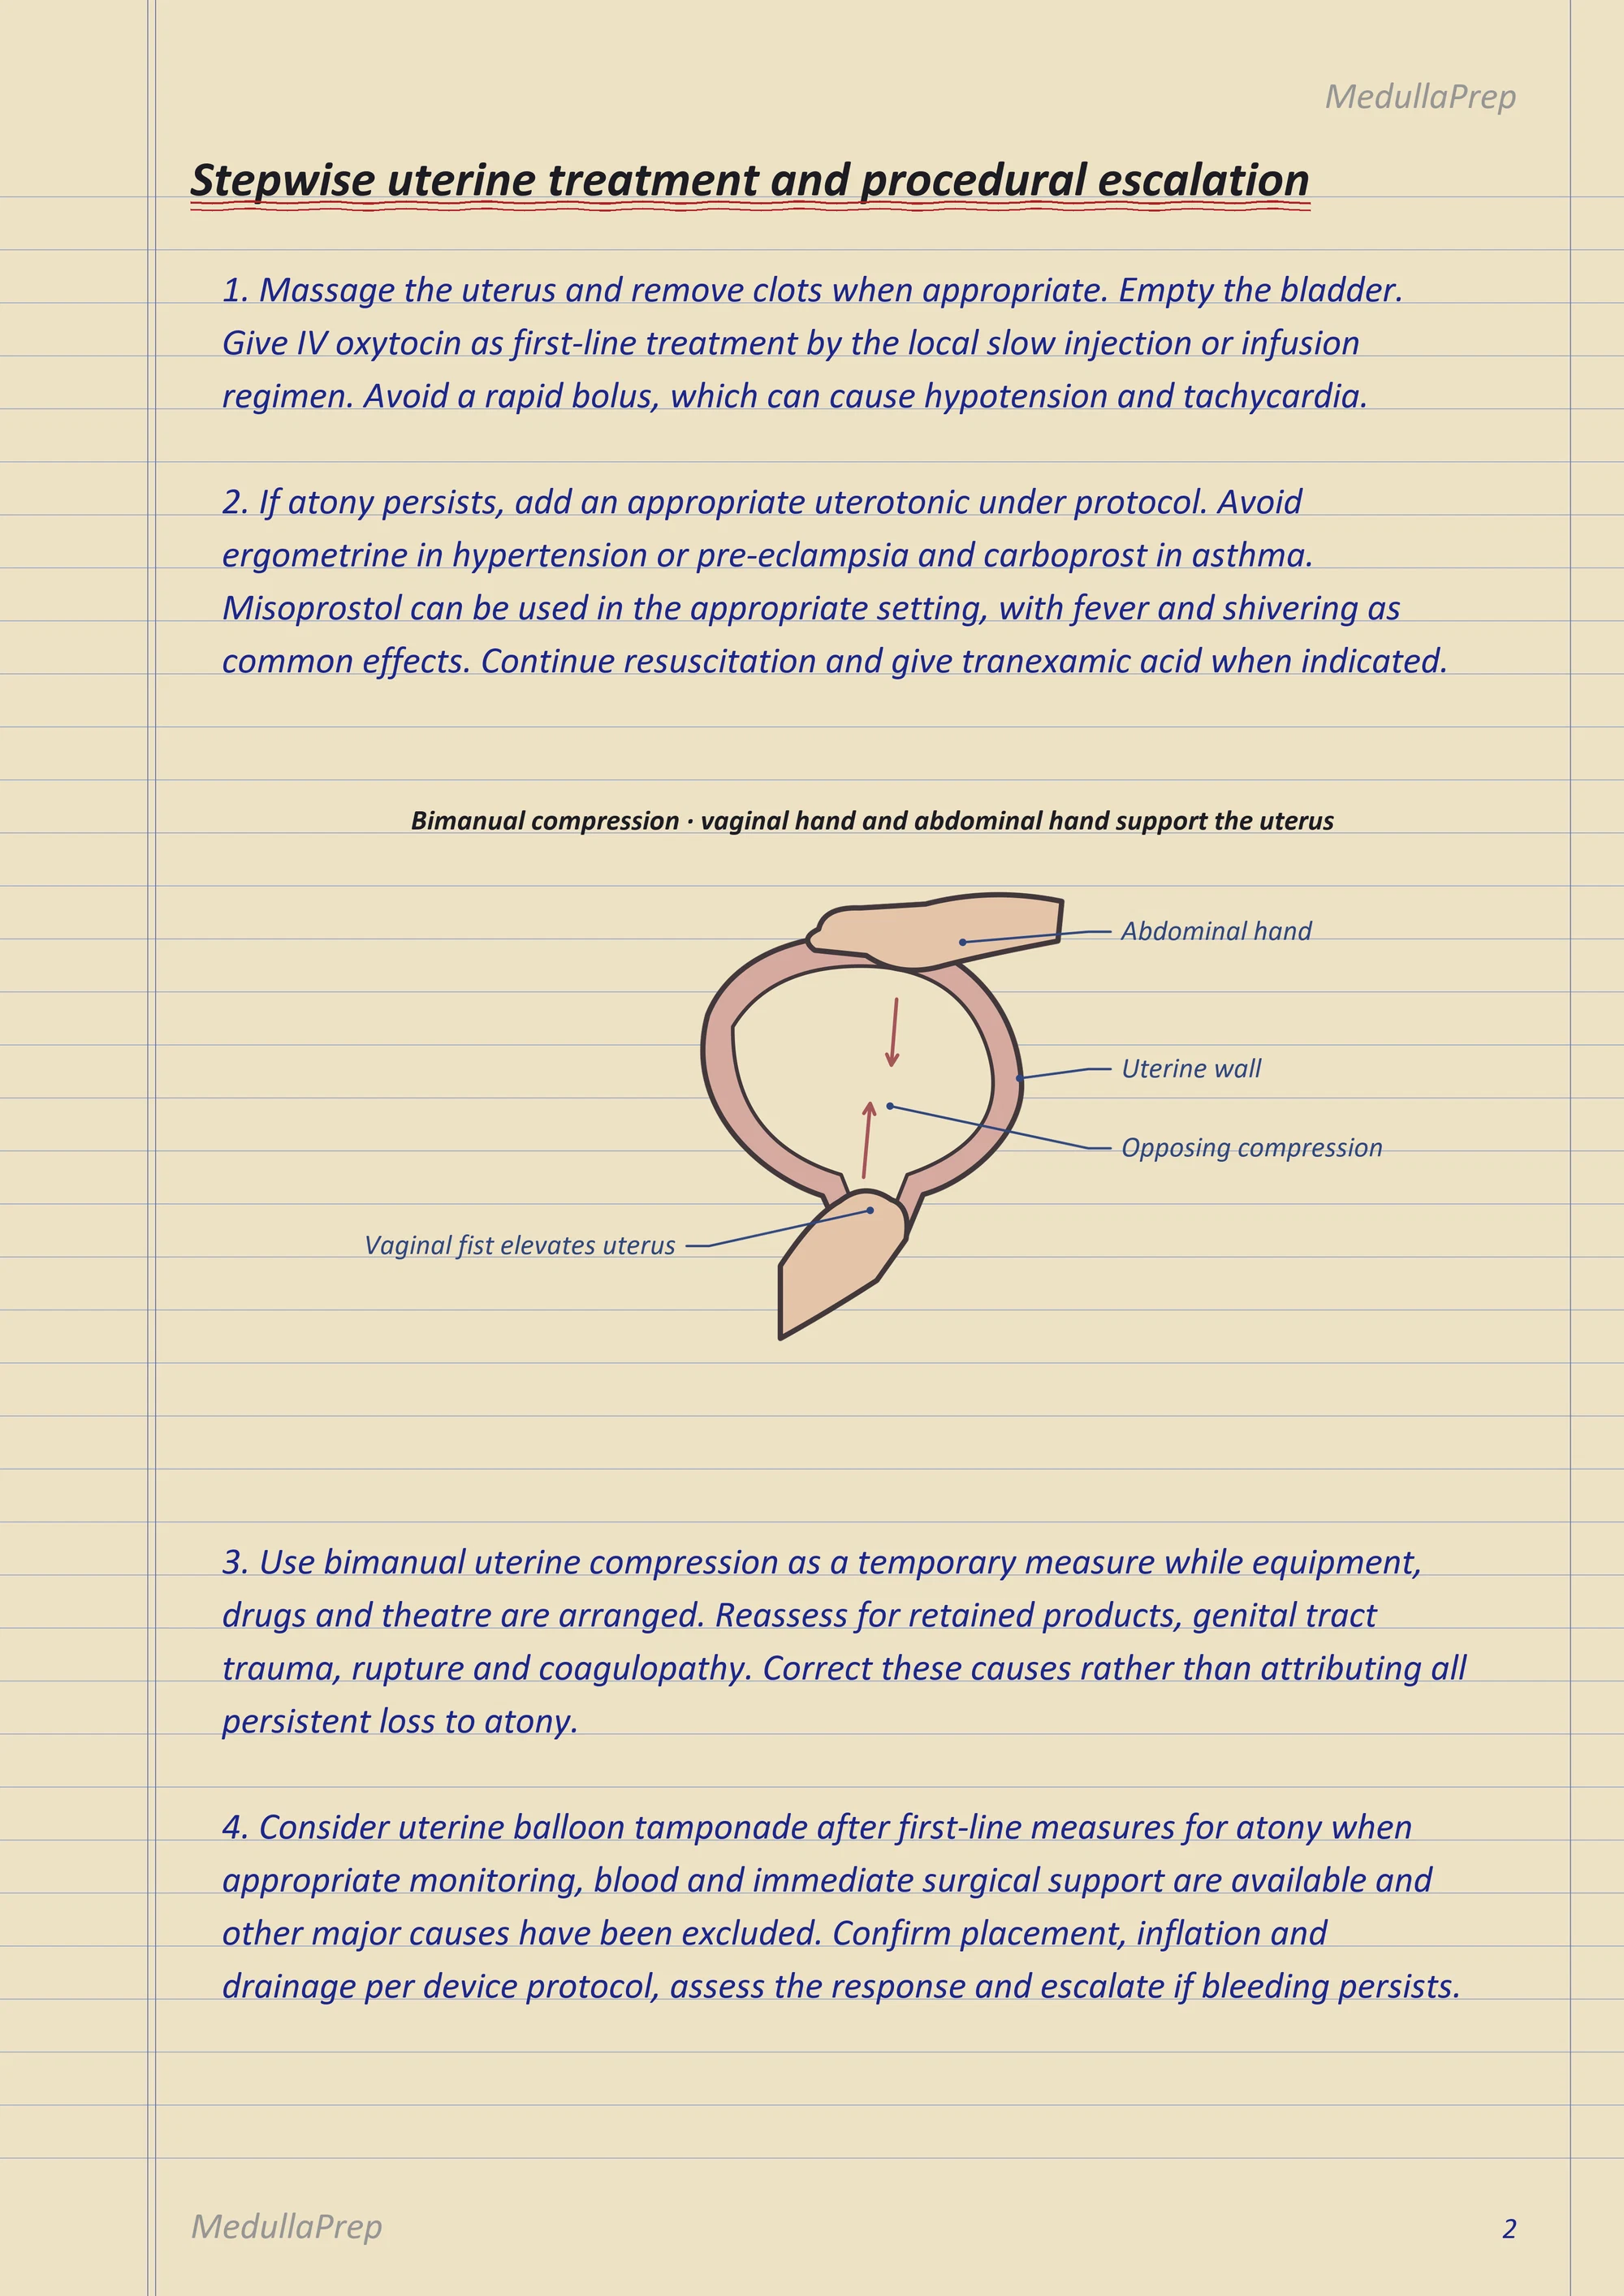 MedullaPrep
Stepwise uterine treatment and procedural escalation
1. Massage the uterus and remove clots when appropriate. Empty the bladder.
Give IV oxytocin as first-line treatment by the local slow injection or infusion
regimen. Avoid a rapid bolus, which can cause hypotension and tachycardia.
2. If atony persists, add an appropriate uterotonic under protocol. Avoid
ergometrine in hypertension or pre-eclampsia and carboprost in asthma.
Misoprostol can be used in the appropriate setting, with fever and shivering as
common effects. Continue resuscitation and give tranexamic acid when indicated.
Bimanual compression · vaginal hand and abdominal hand support the uterus
Abdominal hand
Uterine wall
Opposing compression
Vaginal fist elevates uterus
3. Use bimanual uterine compression as a temporary measure while equipment,
drugs and theatre are arranged. Reassess for retained products, genital tract
trauma, rupture and coagulopathy. Correct these causes rather than attributing all
persistent loss to atony.
4. Consider uterine balloon tamponade after first-line measures for atony when
appropriate monitoring, blood and immediate surgical support are available and
other major causes have been excluded. Confirm placement, inflation and
drainage per device protocol, assess the response and escalate if bleeding persists.
MedullaPrep
2